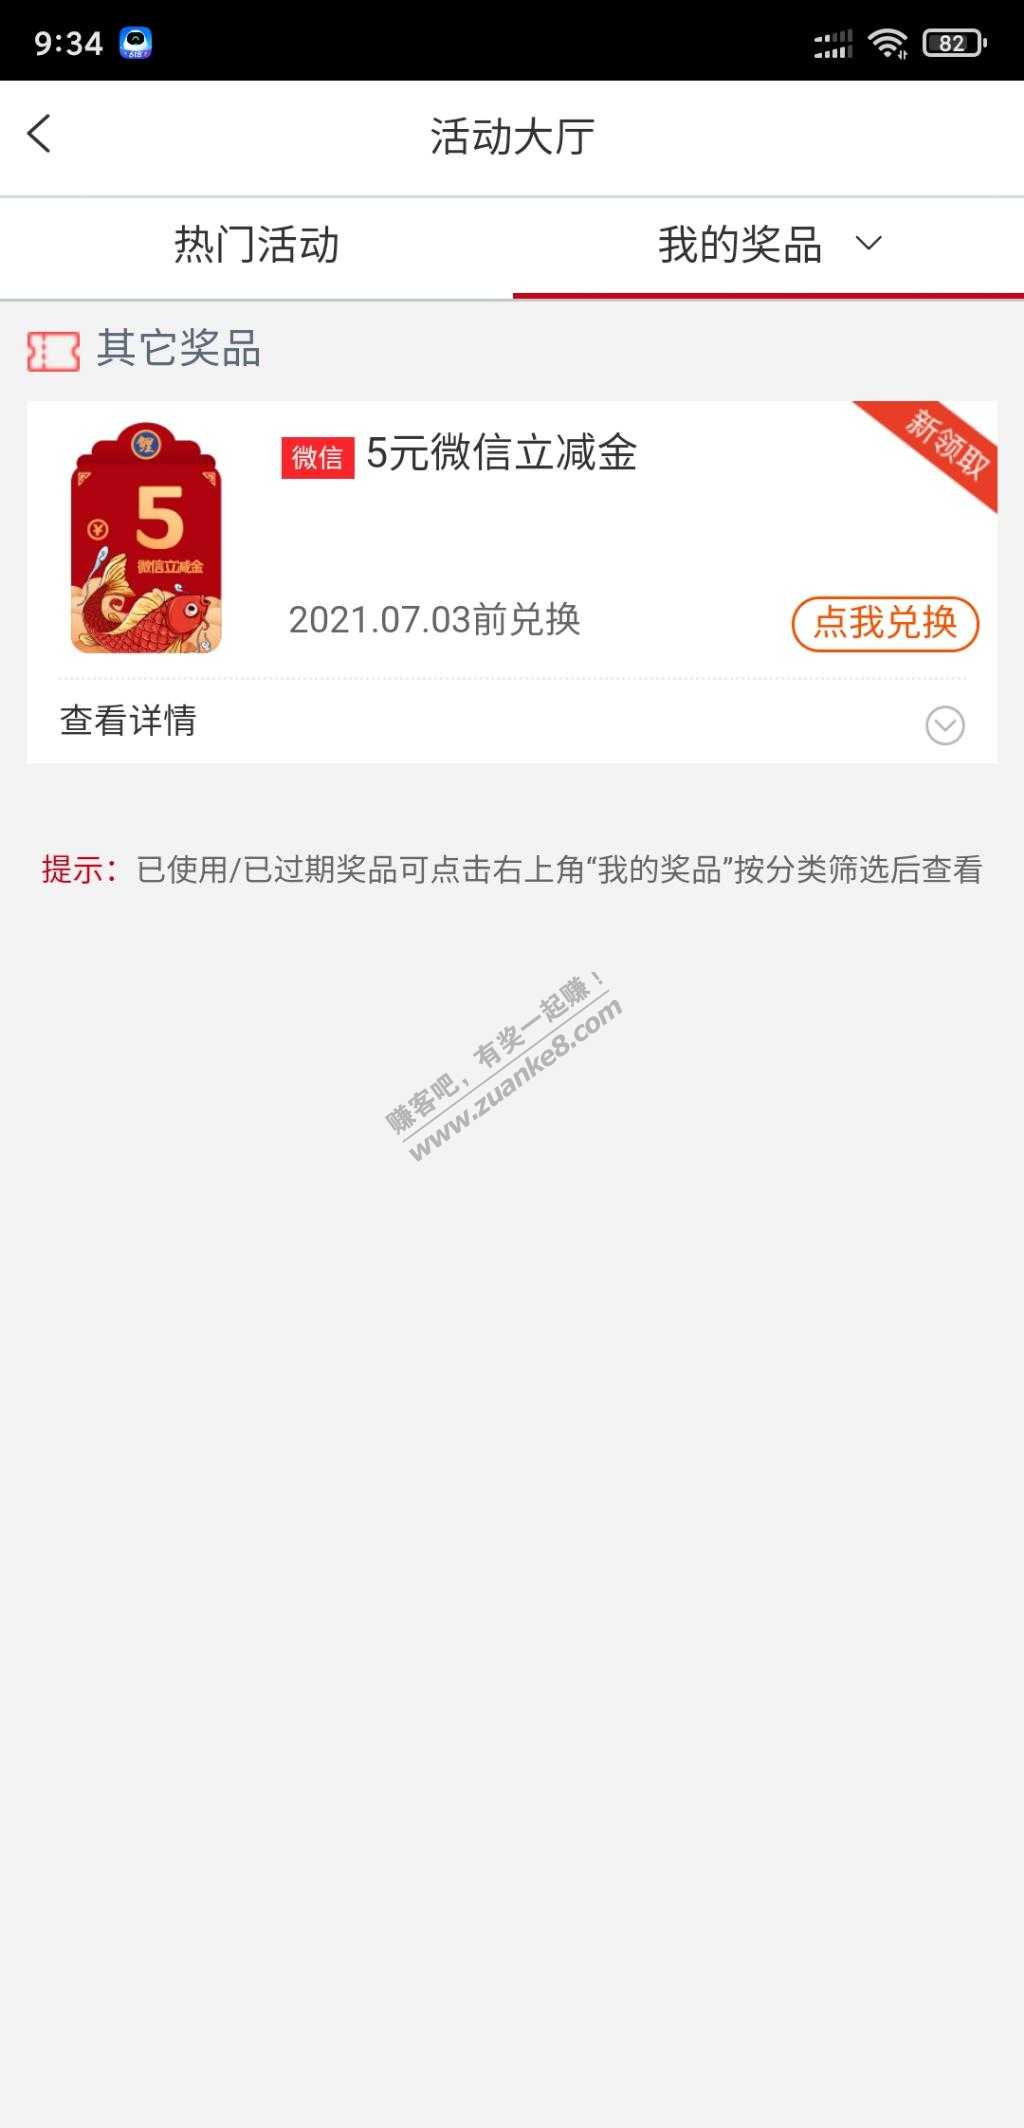 9:34
618
82
活动大厅
热门活动
我的奖品
其它奖品
鲤
5
¥
微信立减金
微信 5元微信立减金
新领取
2021.07.03前兑换
点我兑换
查看详情
提示：已使用/已过期奖品可点击右上角“我的奖品”按分类筛选后查看
赚客吧，有奖一起赚！
www.zuanke8.com